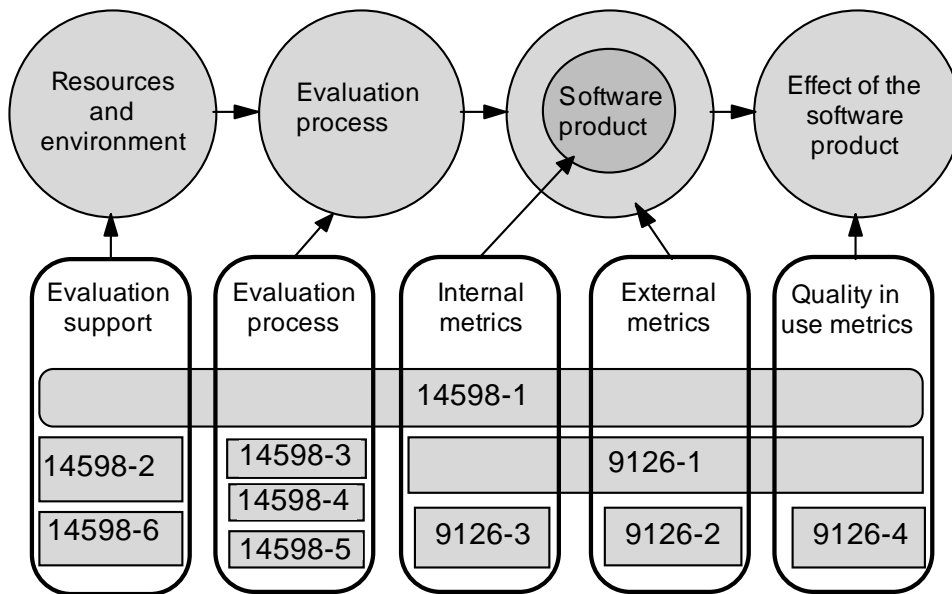 Resources
and
environment
Evaluation
process
Software
product
Effect of the
software
product
Evaluation
support
Evaluation
process
Internal
metrics
External
metrics
Quality in
use metrics
14598-1
14598-2
14598-3
9126-1
14598-4
14598-6
14598-5
9126-3
9126-2
9126-4